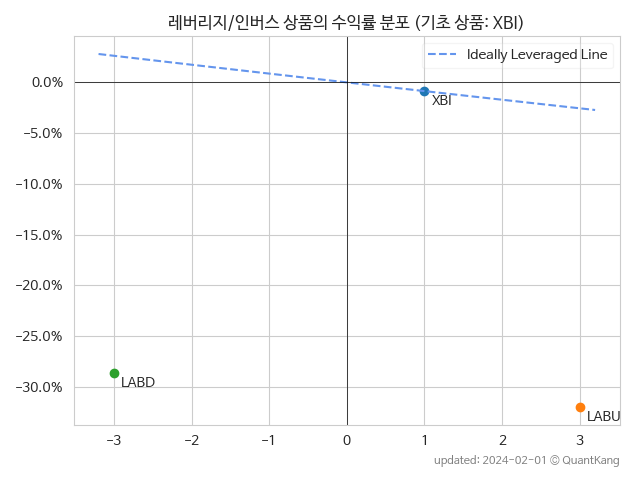 레버리지/인버스 상품의 수익률 분포 (기초 상품: XBI)
Ideally Leveraged Line
0.0%
XBI
−5.0%
−10.0%
−15.0%
−20.0%
−25.0%
LABD
−30.0%
LABU
−3 −2 −1 0 1 2 3
updated: 2024-02-01 © QuantKang